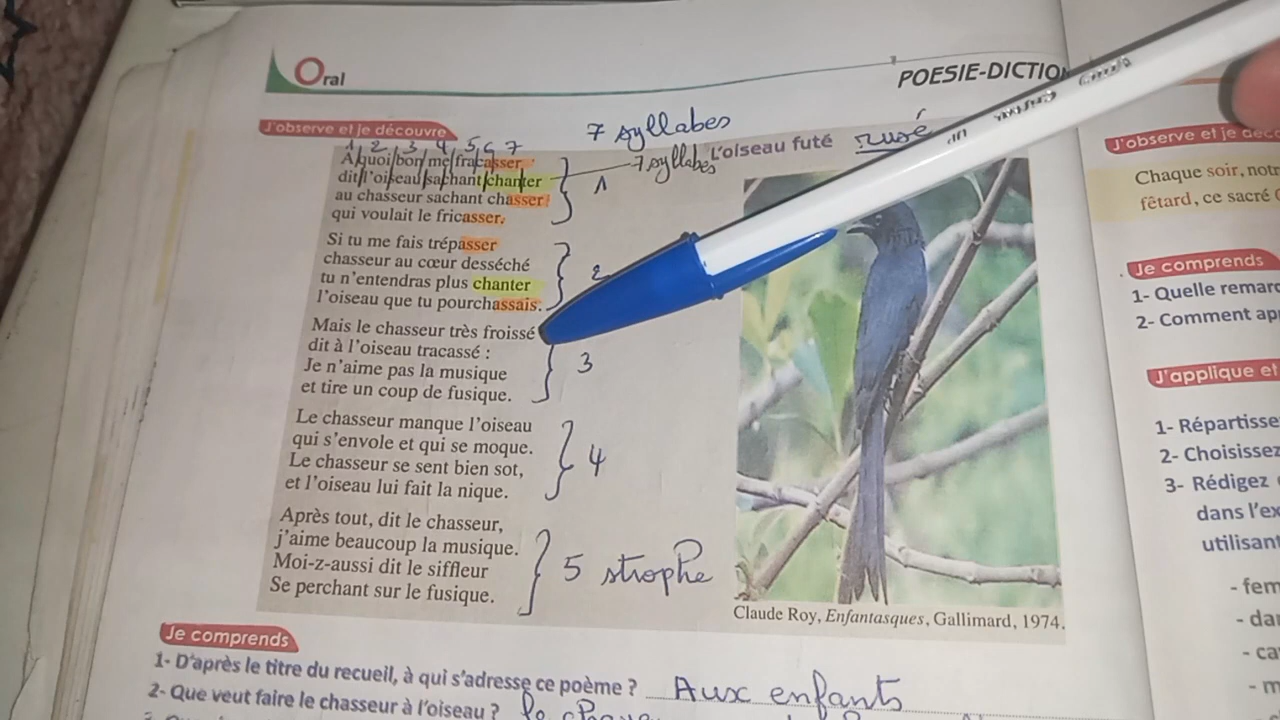 Oral
POESIE-DICTIO
J'observe et je découvre
7 syllabes
L'oiseau futé rusé
1 2 3 4 5 6 7
A quoi bon me fracasser,
7 syllabes
dit l'oiseau sachant chanter
au chasseur sachant chasser
1
qui voulait le fricasser.
Si tu me fais trépasser
chasseur au cœur desséché
2
tu n'entendras plus chanter
l'oiseau que tu pourchassais.
Mais le chasseur très froissé
dit à l'oiseau tracassé :
3
Je n'aime pas la musique
et tire un coup de fusique.
Le chasseur manque l'oiseau
qui s'envole et qui se moque.
4
Le chasseur se sent bien sot,
et l'oiseau lui fait la nique.
Après tout, dit le chasseur,
j'aime beaucoup la musique.
5 strophe
Moi-z-aussi dit le siffleur
Se perchant sur le fusique.
Claude Roy, Enfantasques, Gallimard, 1974.
Je comprends
1- D'après le titre du recueil, à qui s'adresse ce poème ? Aux enfants
2- Que veut faire le chasseur à l'oiseau ?
J'observe et je déc
Chaque soir, notr
fêtard, ce sacré
Je comprends
1- Quelle remarq
2- Comment ap
J'applique et
1- Répartisse
2- Choisissez
3- Rédigez
dans l'ex
utilisant
- fem
- da
- ca
- m